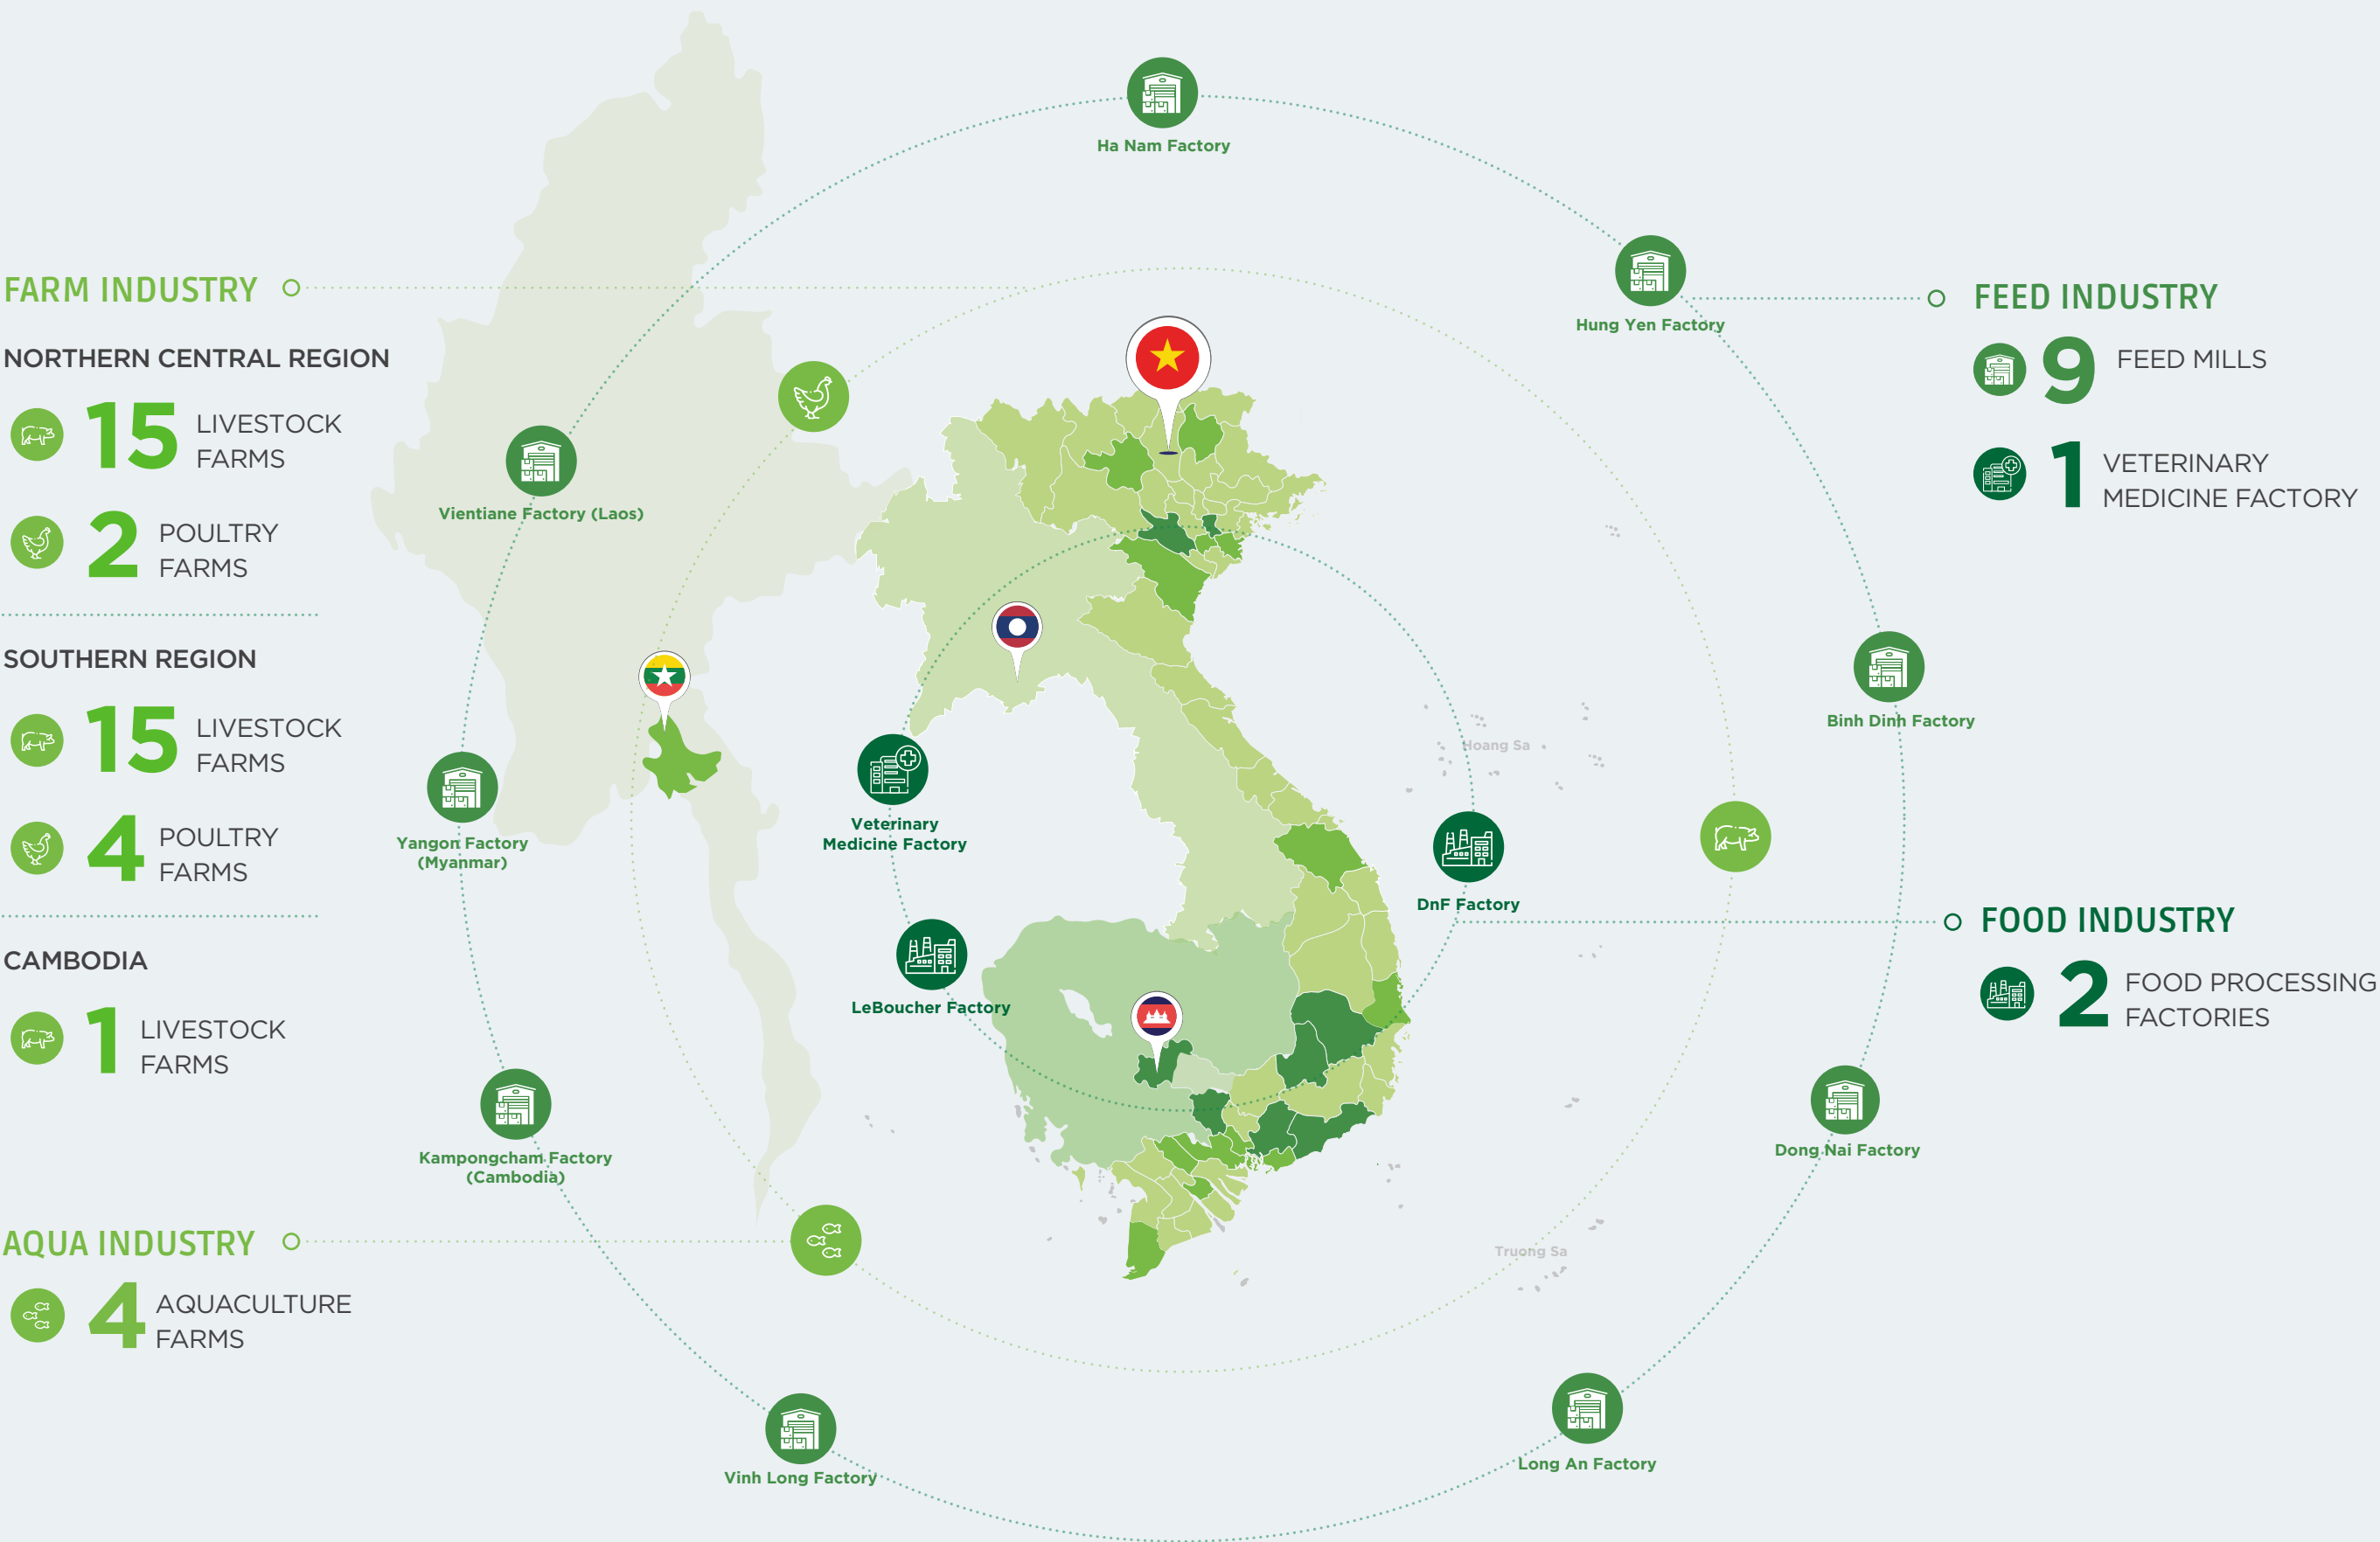 FARM INDUSTRY
NORTHERN CENTRAL REGION
15 LIVESTOCK
FARMS
2 POULTRY
FARMS
SOUTHERN REGION
15 LIVESTOCK
FARMS
4 POULTRY
FARMS
CAMBODIA
1 LIVESTOCK
FARMS
AQUA INDUSTRY
4 AQUACULTURE
FARMS
Ha Nam Factory
Hung Yen Factory
Vientiane Factory (Laos)
Binh Dinh Factory
Hoang Sa
Yangon Factory
(Myanmar)
Veterinary
Medicine Factory
DnF Factory
LeBoucher Factory
Kampongcham Factory
(Cambodia)
Dong Nai Factory
Truong Sa
Vinh Long Factory
Long An Factory
FEED INDUSTRY
9 FEED MILLS
1 VETERINARY
MEDICINE FACTORY
FOOD INDUSTRY
2 FOOD PROCESSING
FACTORIES